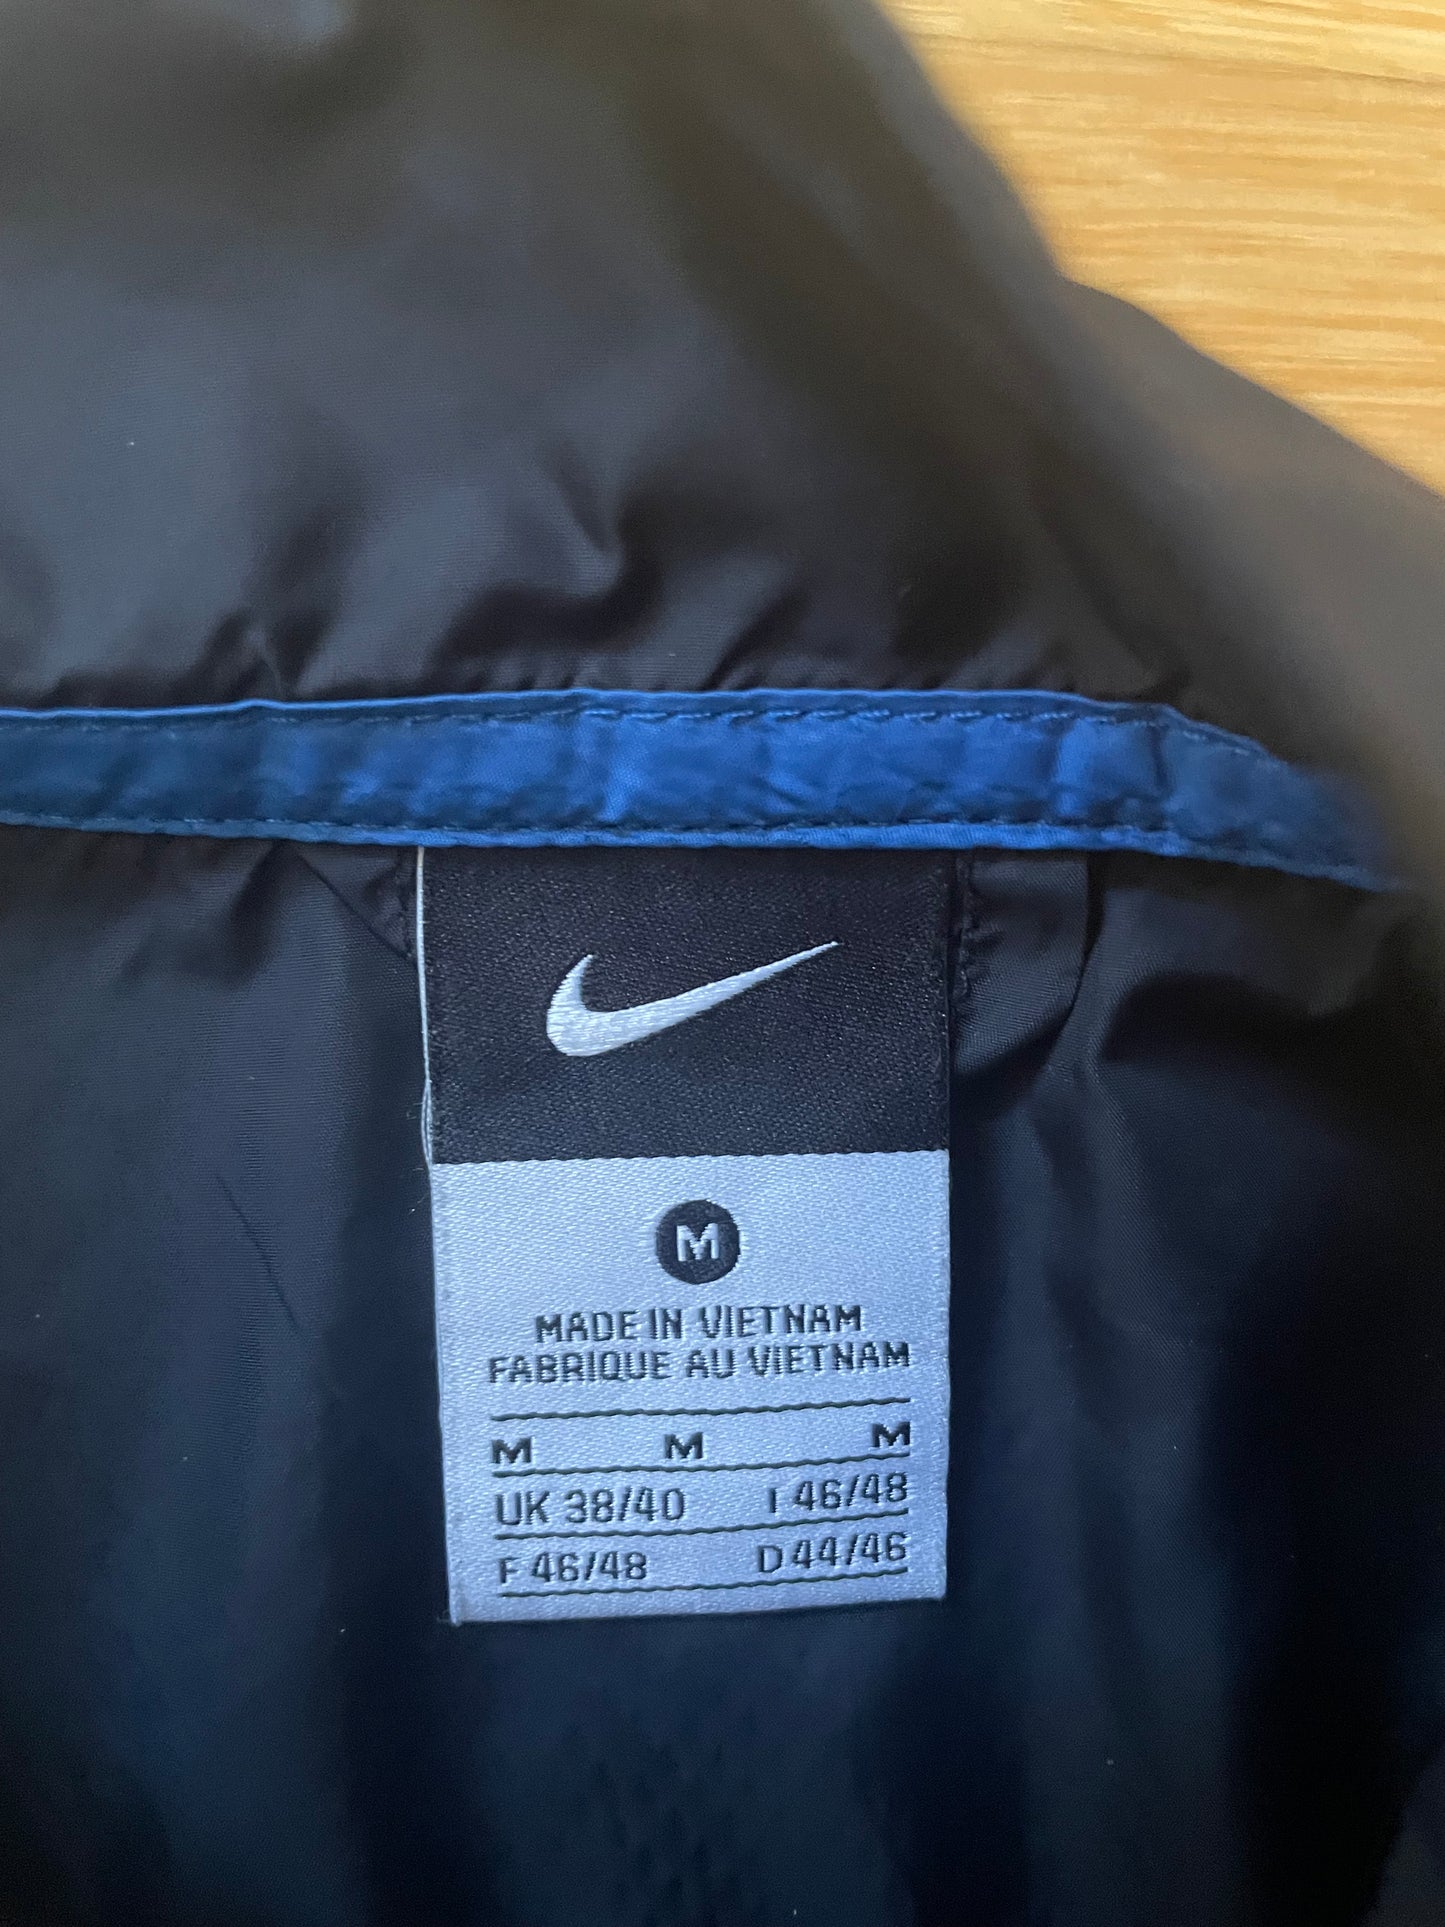 M
MADE IN VIETNAM
FABRIQUE AU VIETNAM
M M M
UK 38/40 I 46/48
F 46/48 D 44/46